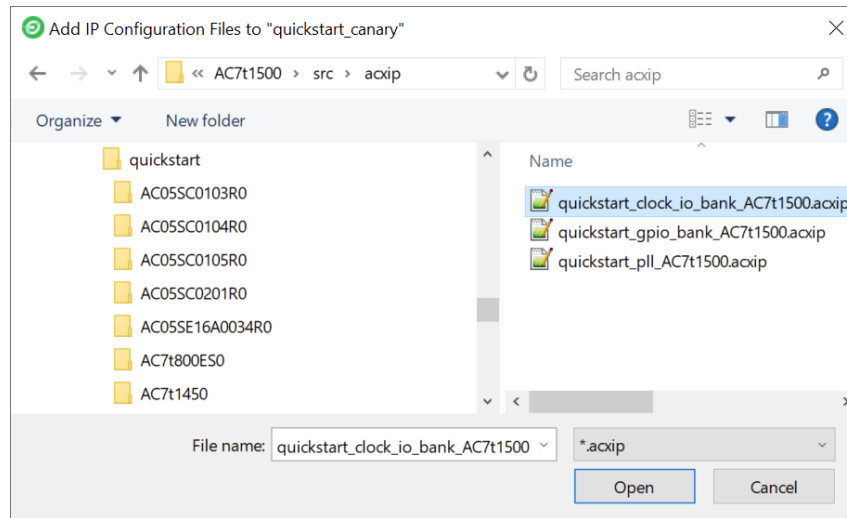 Add IP Configuration Files to "quickstart_canary"
« AC7t1500 > src > acxip
Search acxip
Organize
New folder
quickstart
AC05SC0103R0
AC05SC0104R0
AC05SC0105R0
AC05SC0201R0
AC05SE16A0034R0
AC7t800ES0
AC7t1450
Name
quickstart_clock_io_bank_AC7t1500.acxip
quickstart_gpio_bank_AC7t1500.acxip
quickstart_pll_AC7t1500.acxip
File name: quickstart_clock_io_bank_AC7t1500
*.acxip
Open
Cancel